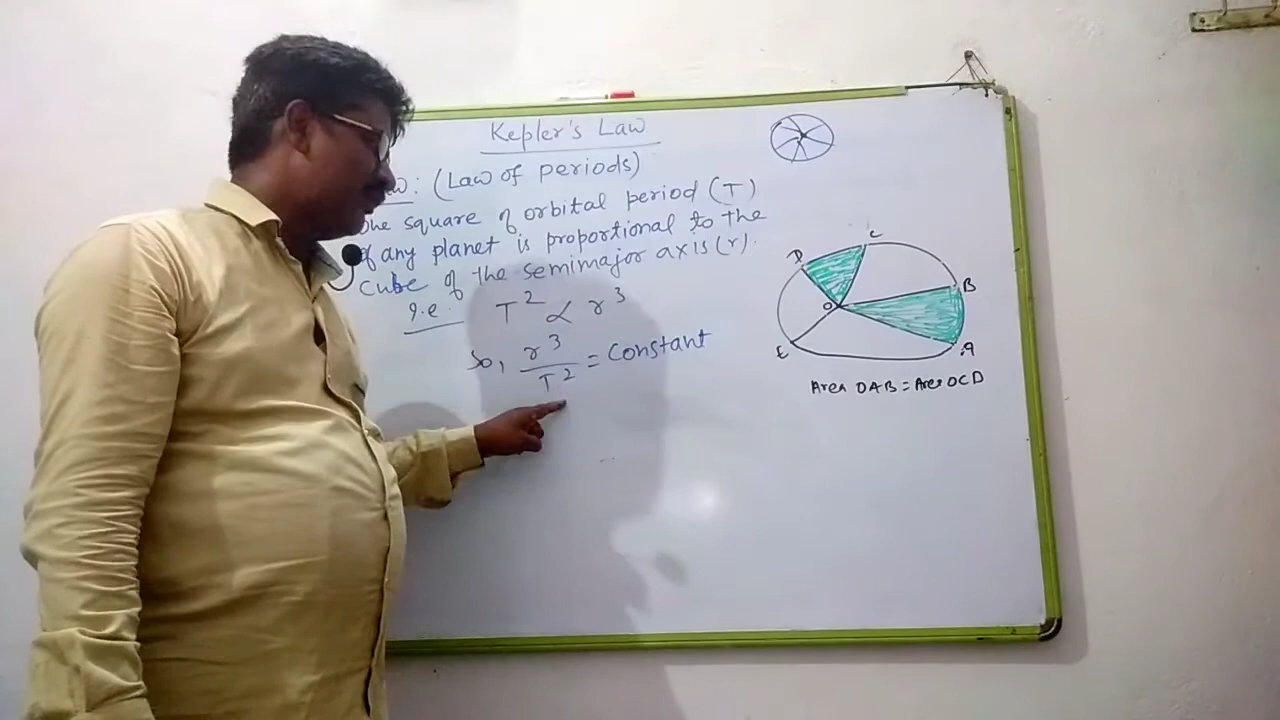 Kepler's Law
: (Law of periods)
The square of orbital period (T)
of any planet is proportional to the
Cube of the semimajor axis (r).
I.e. T² ∝ r³
So, r³/T² = Constant
D
C
O
B
E
A
Area OAB = Area OCD